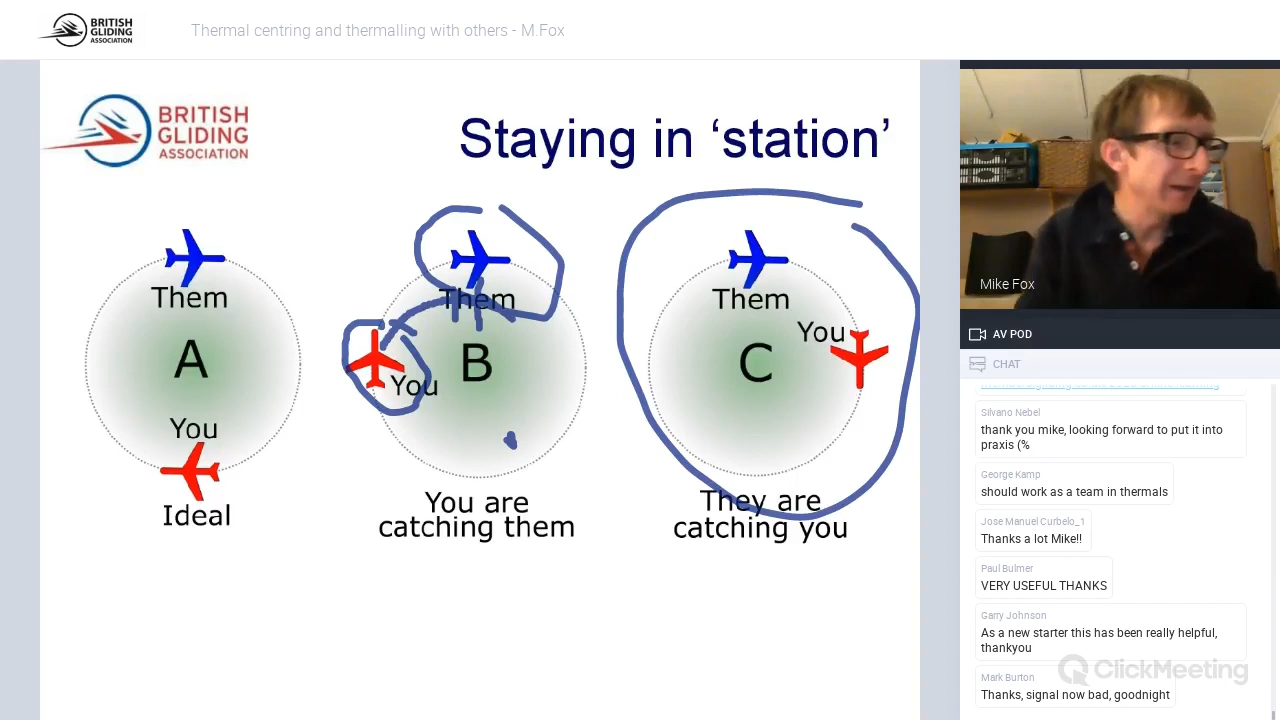 BRITISH
GLIDING
ASSOCIATION
Thermal centring and thermalling with others - M.Fox
BRITISH
GLIDING
ASSOCIATION
Staying in ‘station’
Them
A
You
Ideal
Them
B
You
You are
catching them
Them
You
C
They are
catching you
Mike Fox
AV POD
CHAT
Silvano Nebel
thank you mike, looking forward to put it into
praxis (%
George Kamp
should work as a team in thermals
Jose Manuel Curbelo_1
Thanks a lot Mike!!
Paul Bulmer
VERY USEFUL THANKS
Garry Johnson
As a new starter this has been really helpful,
thankyou
Mark Burton
Thanks, signal now bad, goodnight
ClickMeeting